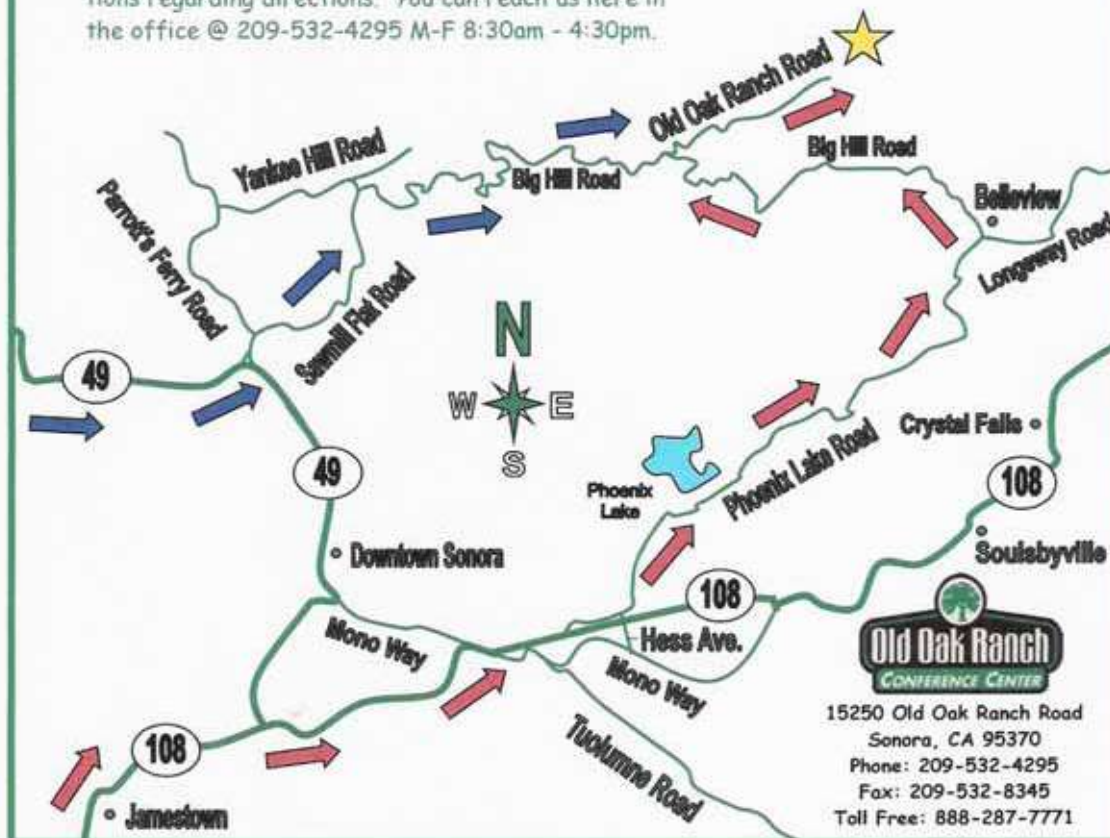 the office @ 209-532-4295 M-F 8:30am - 4:30pm.
Old Oak Ranch Road
Yankee Hill Road
Big Hill Road
Big Hill Road
Parrott's Ferry Road
Belleview
Longeway Road
Sawmill Flat Road
49
N
W
E
S
49
Crystal Falls
108
Phoenix
Lake
Phoenix Lake Road
Soulsbyville
Downtown Sonora
108
Hess Ave.
Mono Way
Mono Way
Tuolumne Road
108
Jamestown
Old Oak Ranch
CONFERENCE CENTER
15250 Old Oak Ranch Road
Sonora, CA 95370
Phone: 209-532-4295
Fax: 209-532-8345
Toll Free: 888-287-7771